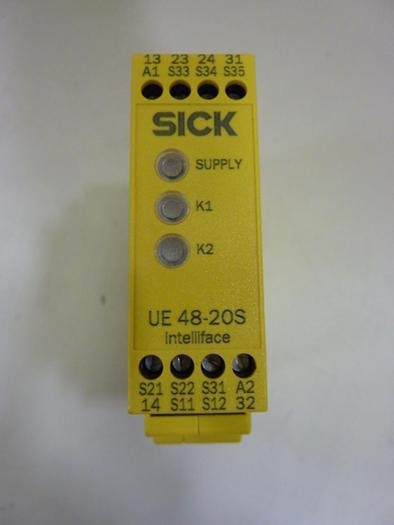 13 23 24 31
A1 S33 S34 S35
SICK
SUPPLY
K1
K2
UE 48-20S
intelliface
S21 S22 S31 A2
14 S11 S12 32